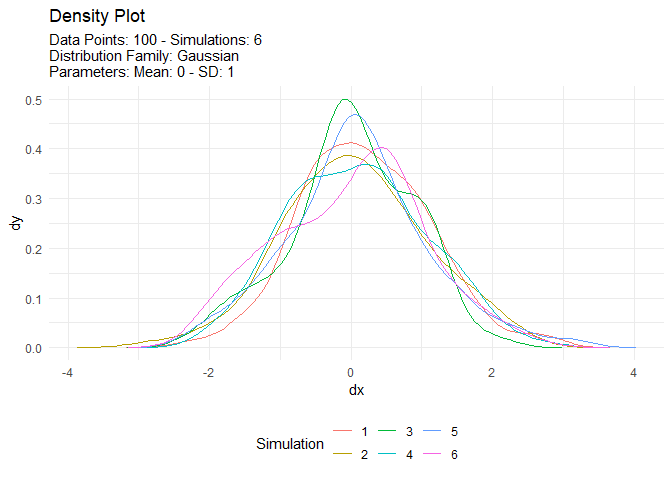 Density Plot
Data Points: 100 - Simulations: 6
Distribution Family: Gaussian
Parameters: Mean: 0 - SD: 1
0.5
0.4
0.3
0.2
0.1
0.0
dy
-4 -2 0 2 4
dx
Simulation
1 3 5
2 4 6